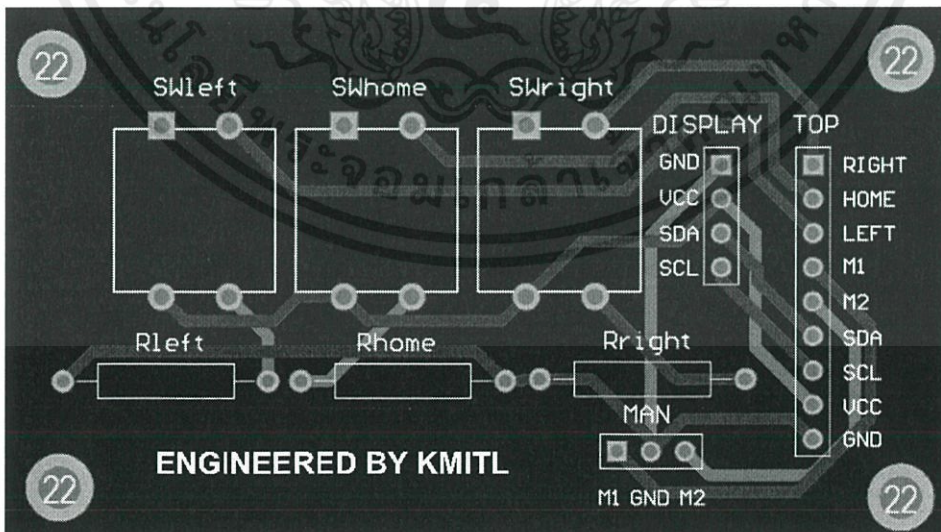 22
22
SWleft SWhome SWright
DISPLAY TOP
GND
VCC
SDA
SCL
RIGHT
HOME
LEFT
M1
M2
SDA
SCL
VCC
GND
Rleft Rhome Rright
MAN
M1 GND M2
ENGINEERED BY KMITL
22
22